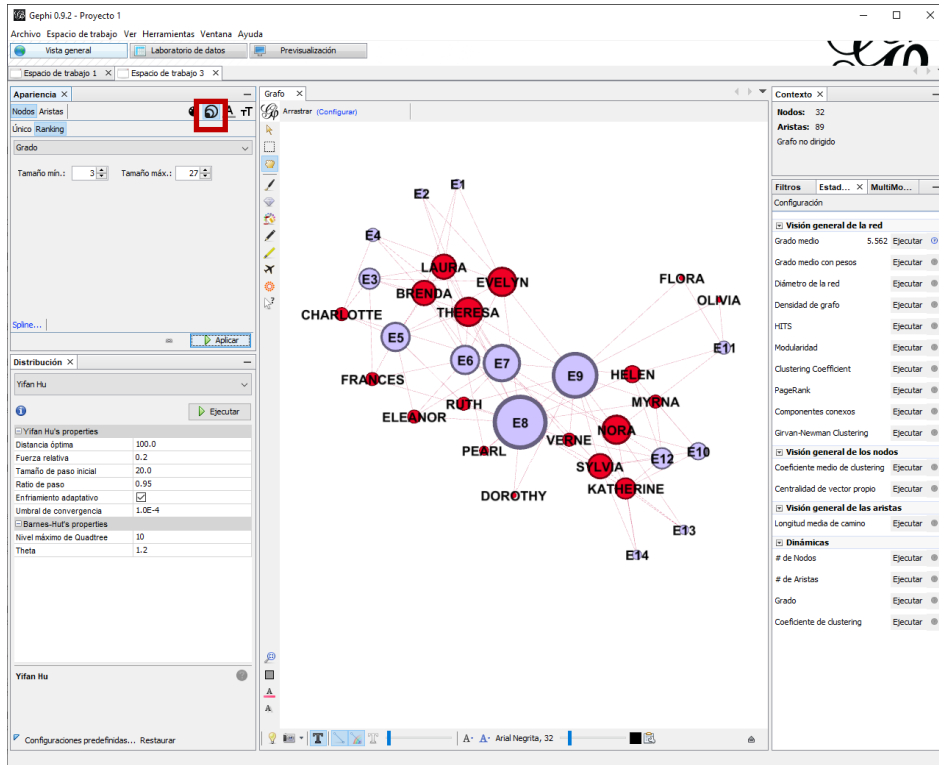 Gephi 0.9.2 - Proyecto 1
Archivo Espacio de trabajo Ver Herramientas Ventana Ayuda
Vista general Laboratorio de datos Previsualización
Espacio de trabajo 1 Espacio de trabajo 3
Apariencia
Nodos Aristas
Único Ranking
Grado
Tamaño mín.: 3 Tamaño máx.: 27
Spline...
Aplicar
Distribución
Yifan Hu
Ejecutar
Yifan Hu's properties
Distancia óptima 100.0
Fuerza relativa 0.2
Tamaño de paso inicial 20.0
Ratio de paso 0.95
Enfriamiento adaptativo
Umbral de convergencia 1.0E-4
Barnes-Hut's properties
Nivel máximo de Quadtree 10
Theta 1.2
Yifan Hu
Configuraciones predefinidas... Restaurar
Grafo
Arrastrar (Configurar)
E1
E2
E4
LAURA
E3
EVELYN
FLORA
BRENDA
OLIVIA
CHARLOTTE
THERESA
E5
E11
E6
E7
E9
HELEN
FRANCES
RUTH
MYRNA
ELEANOR
E8
NORA
VERNE
PEARL
E12
E10
SYLVIA
DOROTHY
KATHERINE
E13
E14
Arial Negrita, 32
Contexto
Nodos: 32
Aristas: 89
Grafo no dirigido
Filtros Estad... MultiMo...
Configuración
Visión general de la red
Grado medio 5.562 Ejecutar
Grado medio con pesos Ejecutar
Diámetro de la red Ejecutar
Densidad de grafo Ejecutar
HITS Ejecutar
Modularidad Ejecutar
Clustering Coefficient Ejecutar
PageRank Ejecutar
Componentes conexos Ejecutar
Girvan-Newman Clustering Ejecutar
Visión general de los nodos
Coeficiente medio de clustering Ejecutar
Centralidad de vector propio Ejecutar
Visión general de las aristas
Longitud media de camino Ejecutar
Dinámicas
# de Nodos Ejecutar
# de Aristas Ejecutar
Grado Ejecutar
Coeficiente de clustering Ejecutar